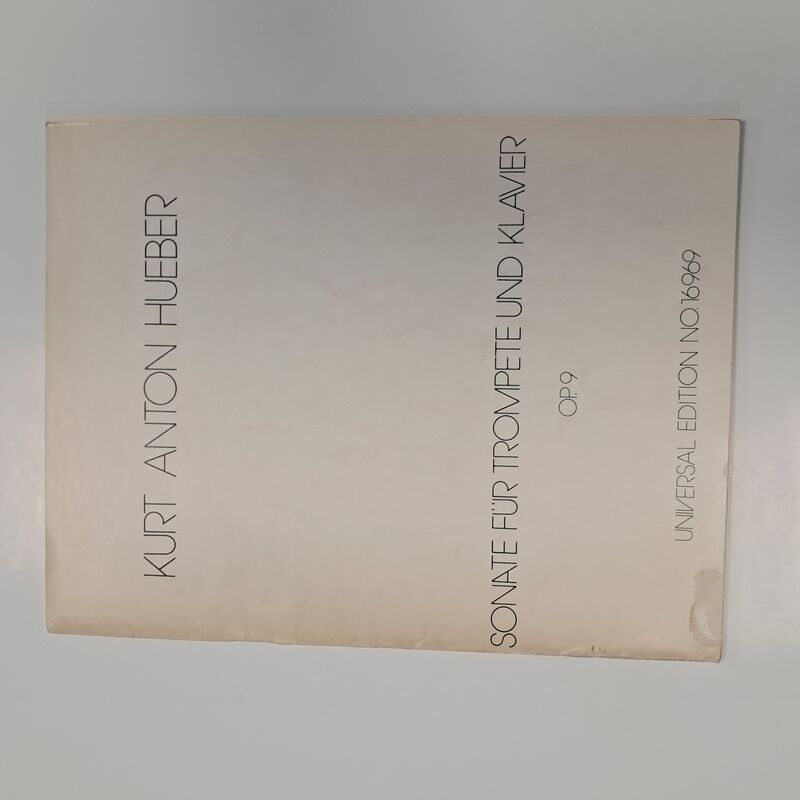 KURT ANTON HUEBER
SONATE FÜR TROMPETE UND KLAVIER
OP. 9
UNIVERSAL EDITION NO. 16969